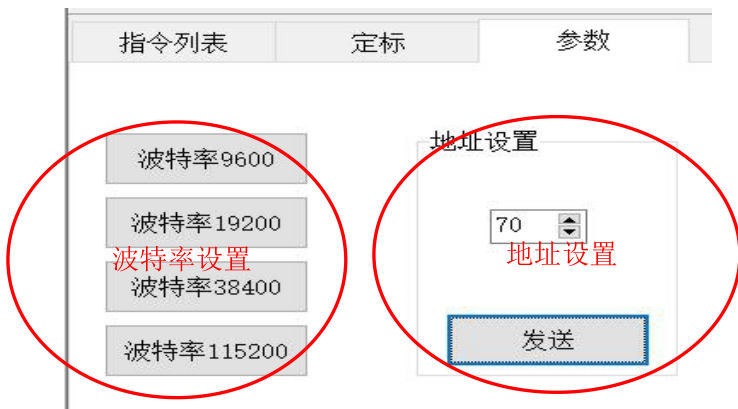 指令列表
定标
参数
波特率9600
波特率19200
波特率设置
波特率38400
波特率115200
地址设置
70
地址设置
发送